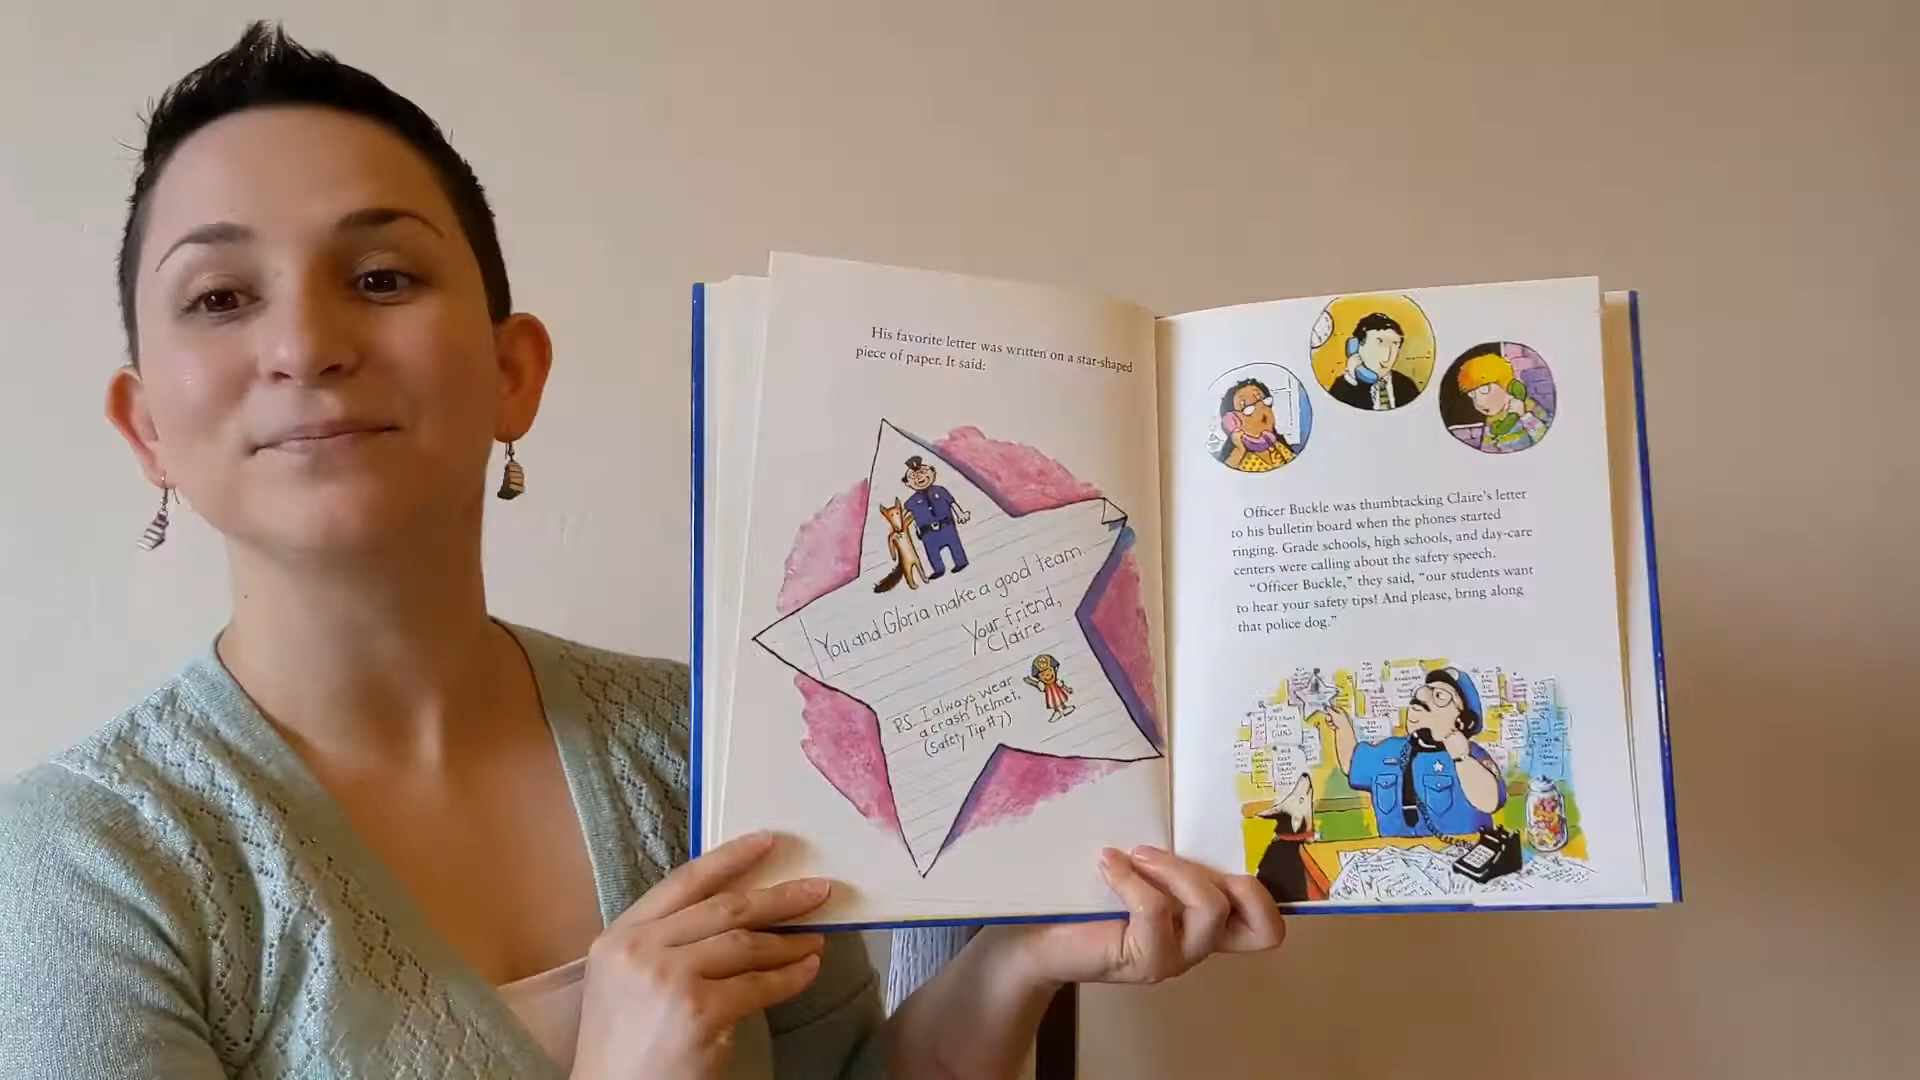 His favorite letter was written on a star-shaped
piece of paper. It said:
You and Gloria make a good team.
Your friend,
Claire
P.S. I always wear
a crash helmet.
(Safety Tip #7)
Officer Buckle was thumbtacking Claire's letter
to his bulletin board when the phones started
ringing. Grade schools, high schools, and day-care
centers were calling about the safety speech.
"Officer Buckle," they said, "our students want
to hear your safety tips! And please, bring along
that police dog."
GUNS